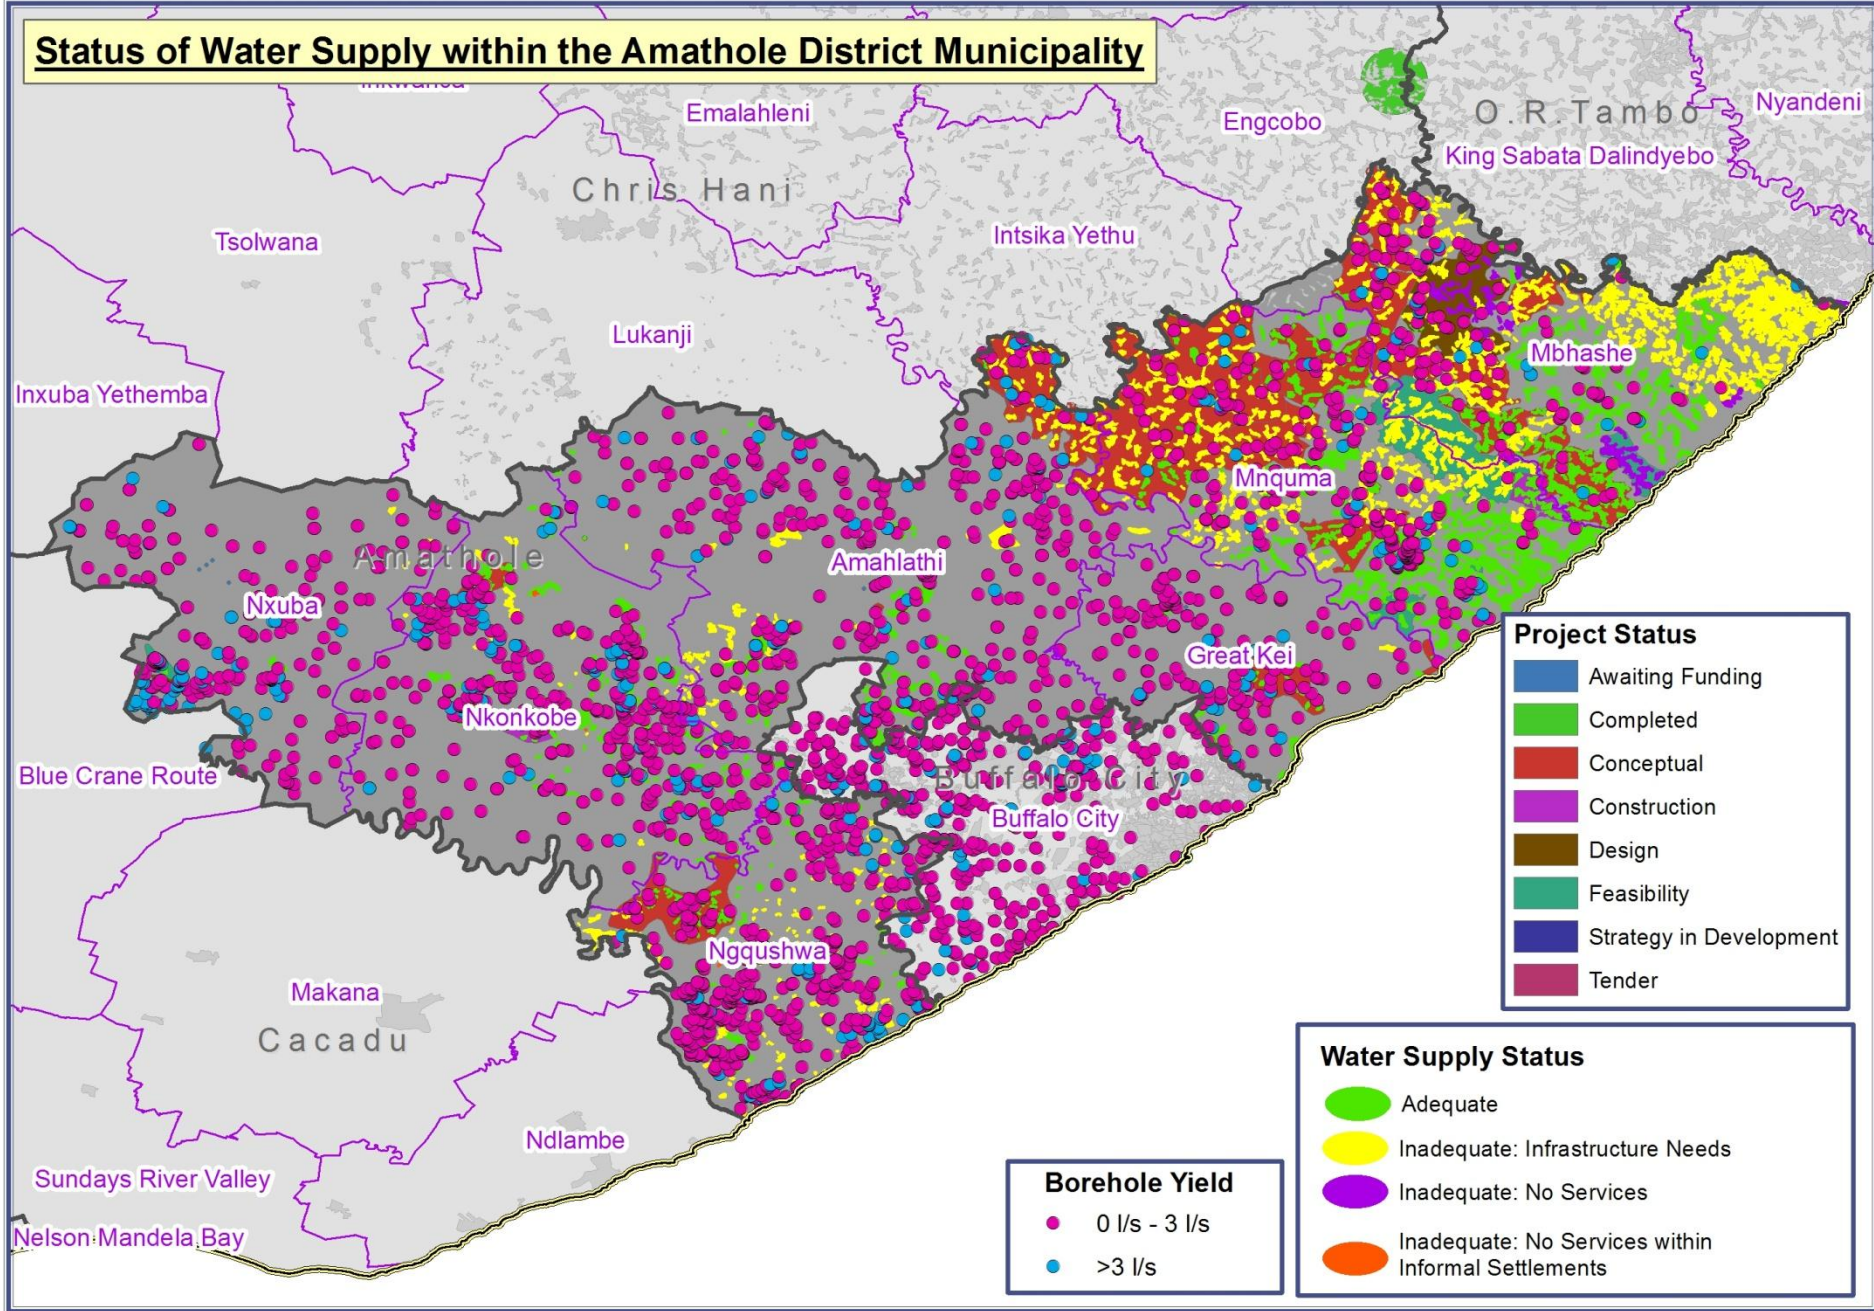 Status of Water Supply within the Amathole District Municipality
Emalahleni
Engcobo
O.R.Tambo
Nyandeni
King Sabata Dalindyebo
Chris Hani
Tsolwana
Intsika Yethu
Lukanji
Mbhashe
Inxuba Yethemba
Mnquma
Amathole
Amahlathi
Nxuba
Great Kei
Nkonkobe
Blue Crane Route
Buffalo City
Buffalo City
Ngqushwa
Makana
Cacadu
Ndlambe
Sundays River Valley
Nelson Mandela Bay
Project Status
Awaiting Funding
Completed
Conceptual
Construction
Design
Feasibility
Strategy in Development
Tender
Water Supply Status
Adequate
Inadequate: Infrastructure Needs
Inadequate: No Services
Inadequate: No Services within
Informal Settlements
Borehole Yield
0 l/s - 3 l/s
>3 l/s